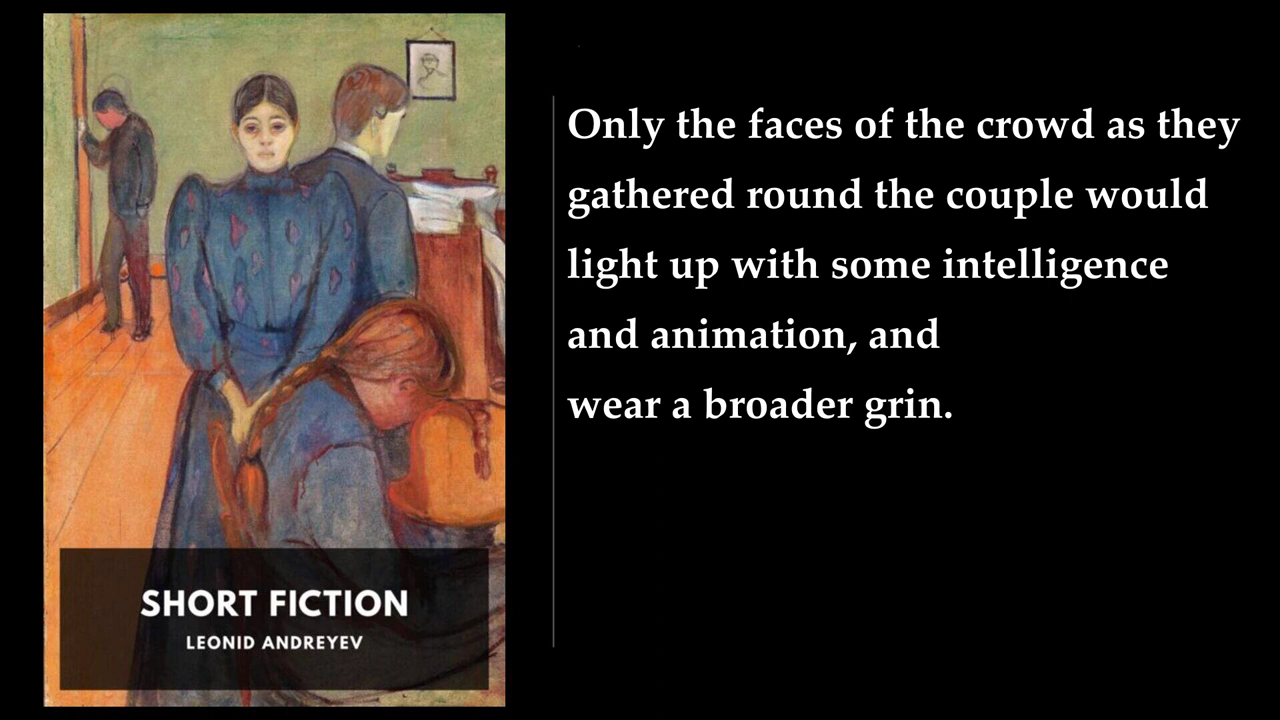 SHORT FICTION
LEONID ANDREYEV
Only the faces of the crowd as they
gathered round the couple would
light up with some intelligence
and animation, and
wear a broader grin.